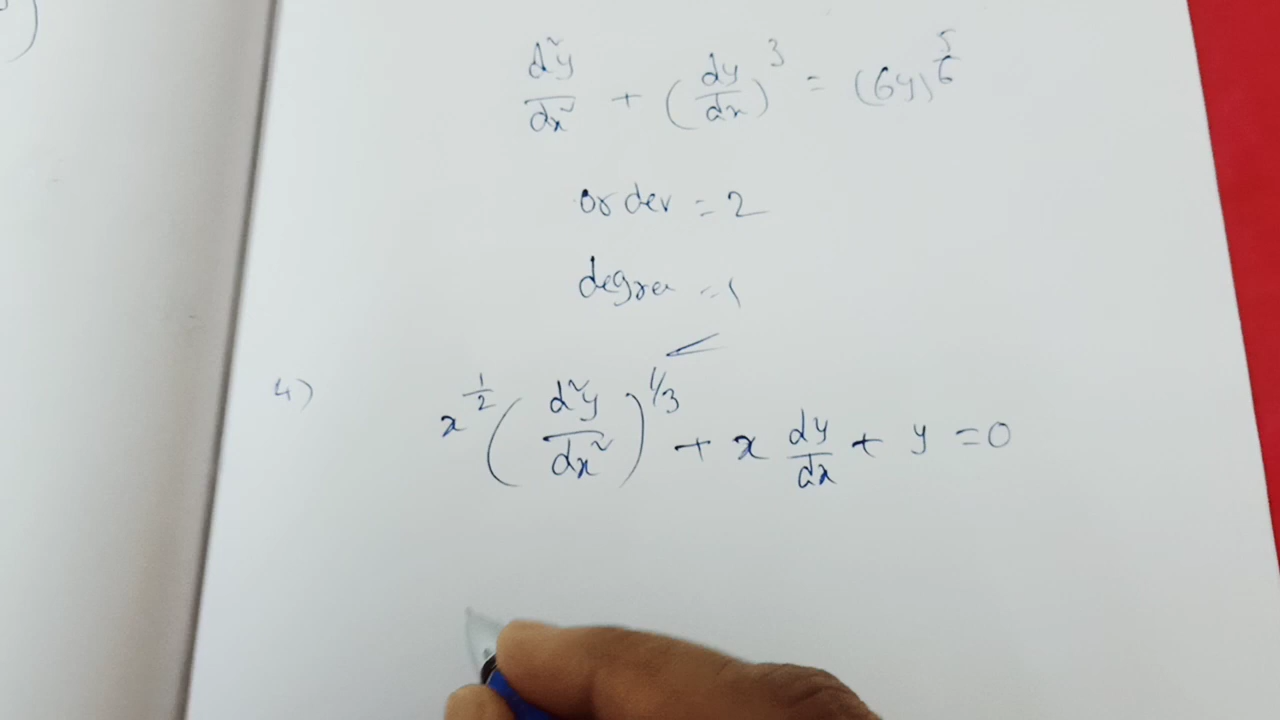 d²y/dx² + (dy/dx)³ = (6y)^5/6
order = 2
degree = 1
4) x^1/2 (d²y/dx²)^1/3 + x dy/dx + y = 0